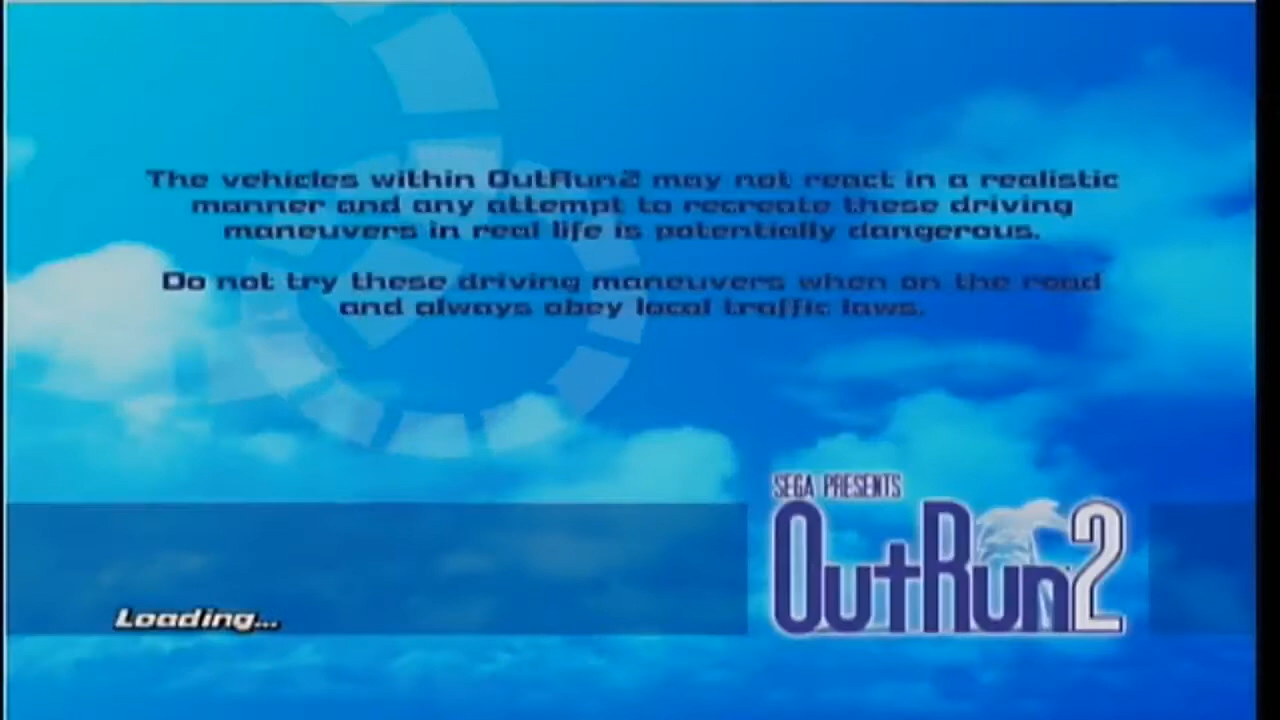 The vehicles within OutRun2 may not react in a realistic
manner and any attempt to recreate these driving
maneuvers in real life is potentially dangerous.
Do not try these driving maneuvers when on the road
and always obey local traffic laws.
SEGA PRESENTS
OutRun2
Loading...